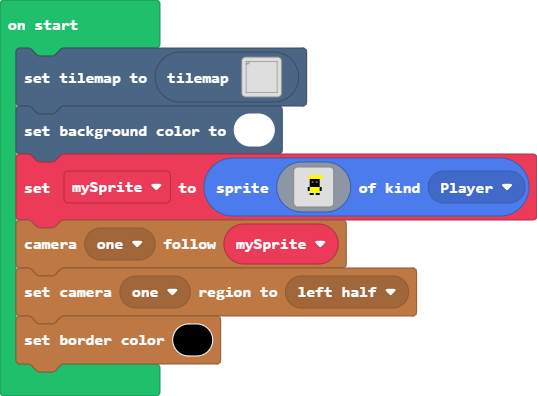 on start
set tilemap to tilemap
set background color to
set mySprite to sprite of kind Player
camera one follow mySprite
set camera one region to left half
set border color